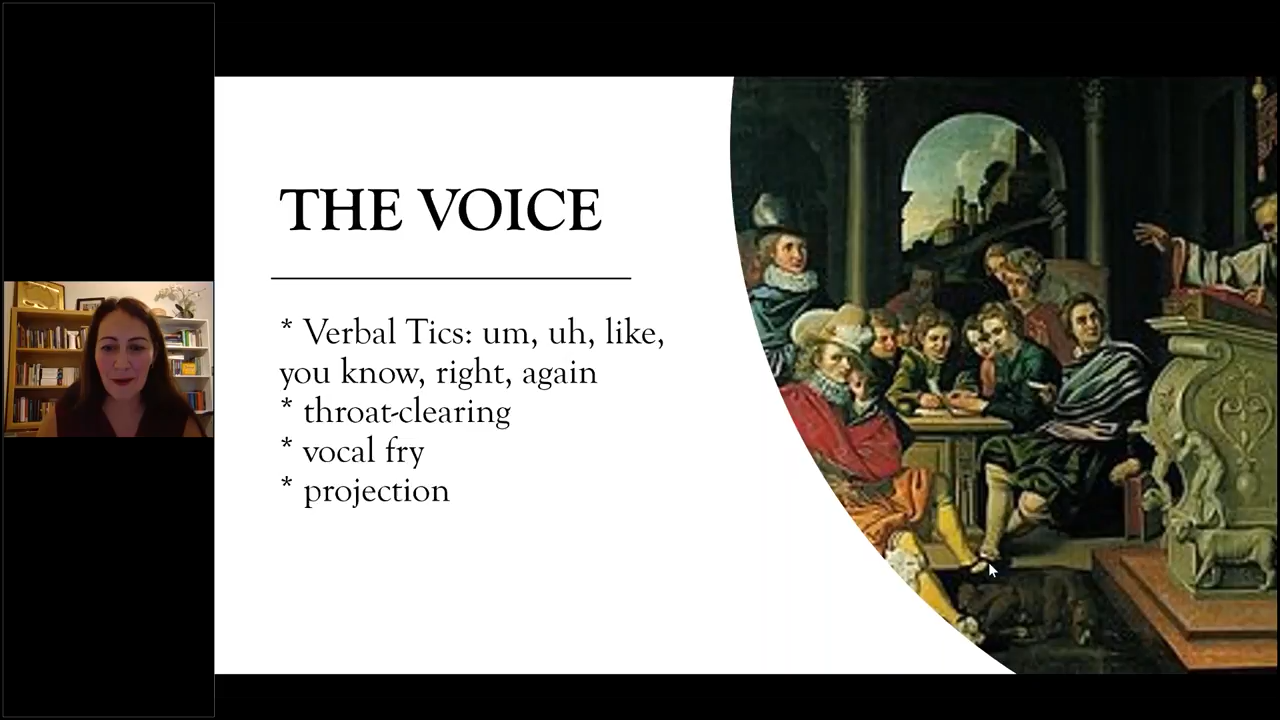 THE VOICE
* Verbal Tics: um, uh, like,
you know, right, again
* throat-clearing
* vocal fry
* projection